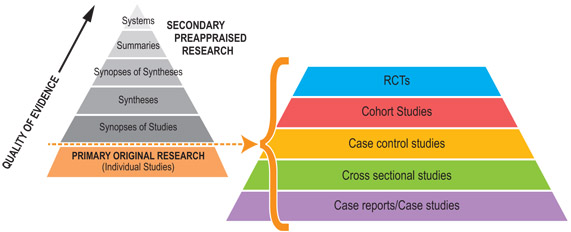 QUALITY OF EVIDENCE
Systems
Summaries
Synopses of Syntheses
Syntheses
Synopses of Studies
PRIMARY ORIGINAL RESEARCH
(Individual Studies)
SECONDARY
PREAPPRAISED
RESEARCH
RCTs
Cohort Studies
Case control studies
Cross sectional studies
Case reports/Case studies